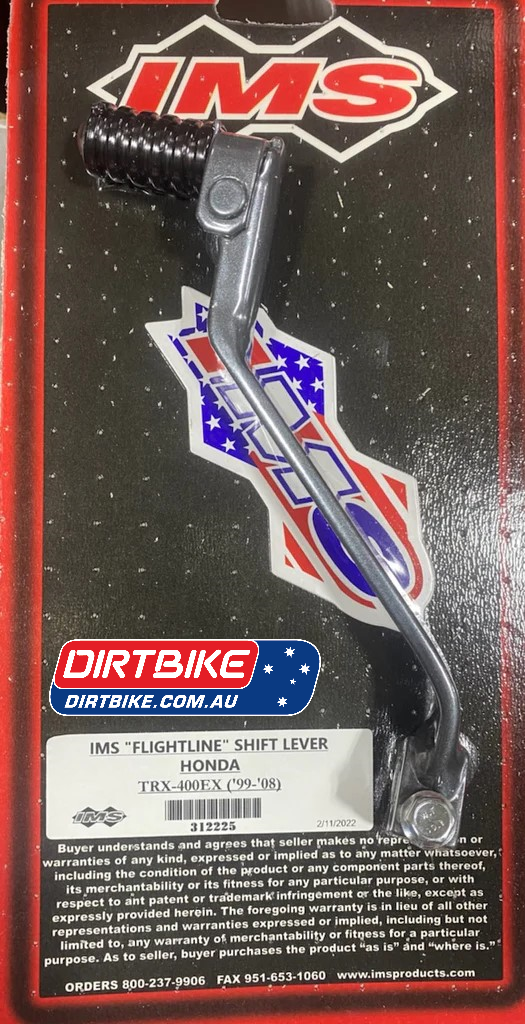 IMS
IMS
DIRTBIKE
DIRTBIKE.COM.AU
IMS "FLIGHTLINE" SHIFT LEVER
HONDA
TRX-400EX ('99-'08)
IMS
312225
2/11/2022
Buyer understands and agrees that seller makes no on or
warranties of any kind, expressed or implied as to any matter whatsoever,
including the condition of the product or any component parts thereof,
its merchantability or its fitness for any particular purpose, or with
respect to ant patent or trademark infringement or the like, except as
expressly provided herein. The foregoing warranty is in lieu of all other
representations and warranties expressed or implied, including but not
limited to, any warranty of merchantability or fitness for a particular
purpose. As to seller, buyer purchases the product “as is” and “where is.”
ORDERS 800-237-9906 FAX 951-653-1060 www.imsproducts.com